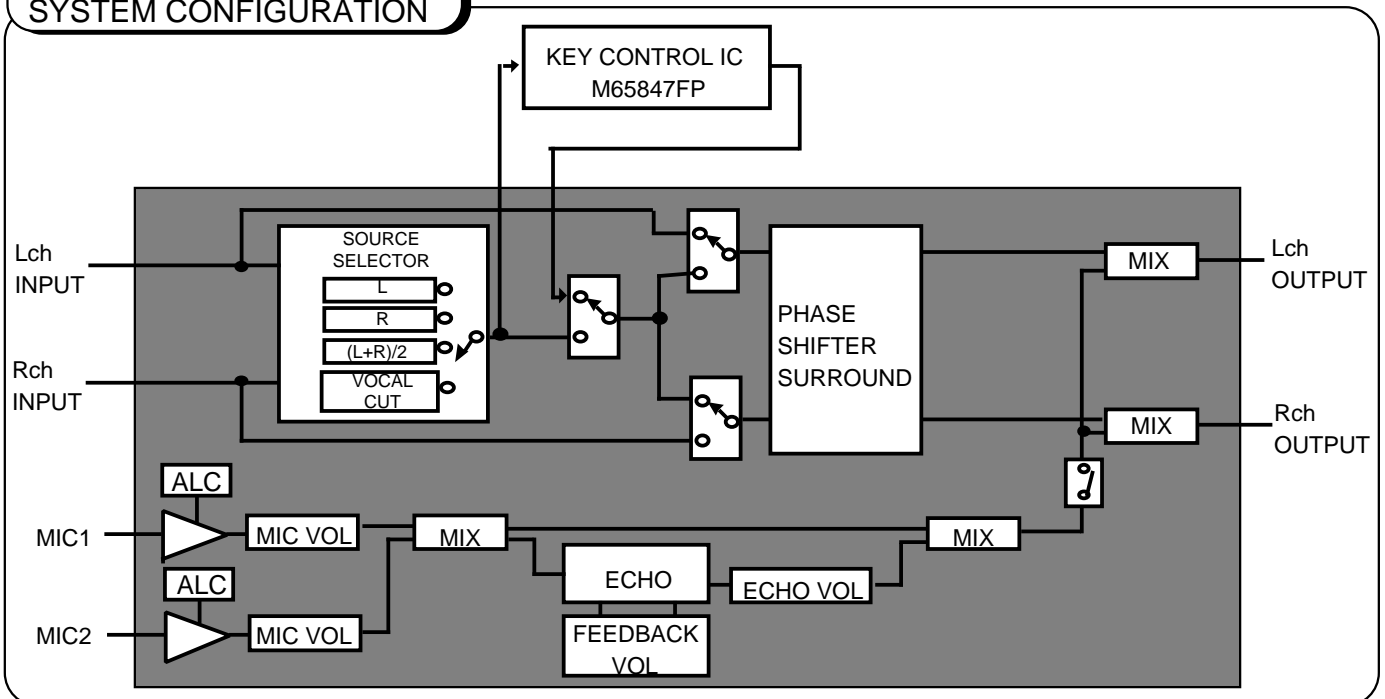 SYSTEM CONFIGURATION
KEY CONTROL IC
M65847FP
Lch
INPUT
SOURCE
SELECTOR
L
R
(L+R)/2
VOCAL
CUT
Rch
INPUT
PHASE
SHIFTER
SURROUND
MIX
Lch
OUTPUT
MIX
Rch
OUTPUT
ALC
MIC1
MIC VOL
MIX
MIX
ALC
ECHO
ECHO VOL
MIC2
MIC VOL
FEEDBACK
VOL